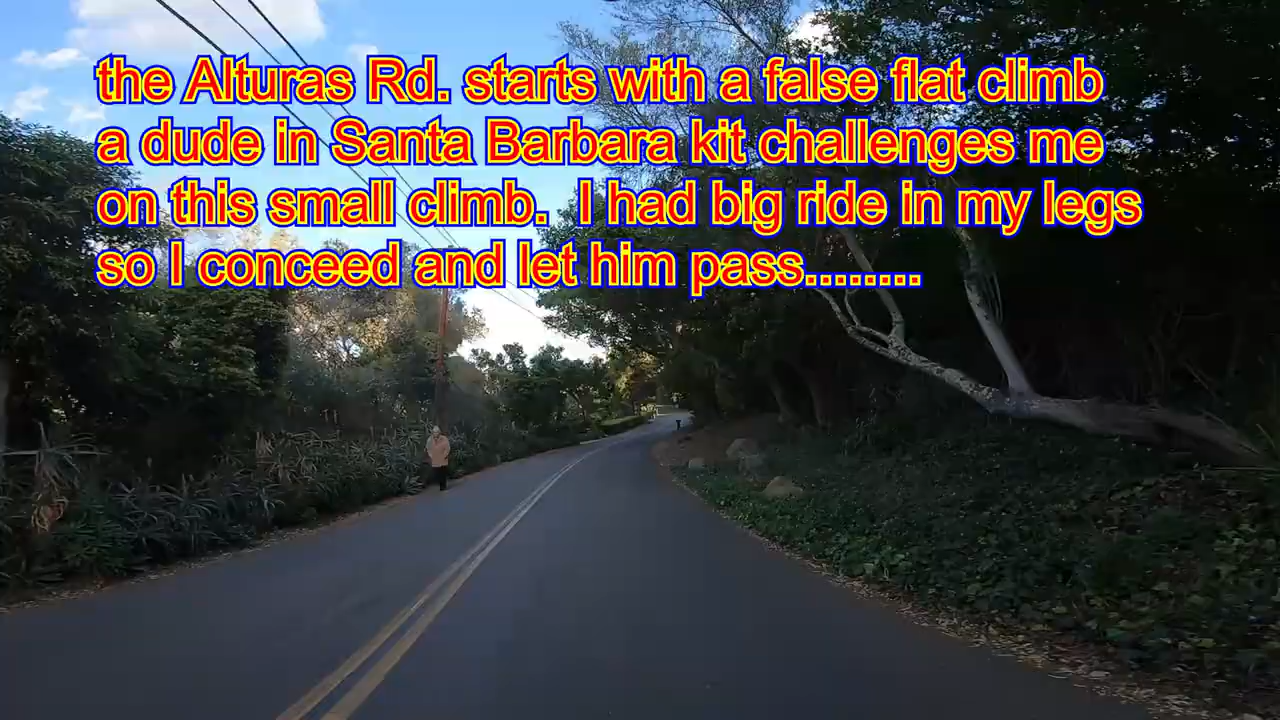 the Alturas Rd. starts with a false flat climb
a dude in Santa Barbara kit challenges me
on this small climb.  I had big ride in my legs
so I conceed and let him pass........